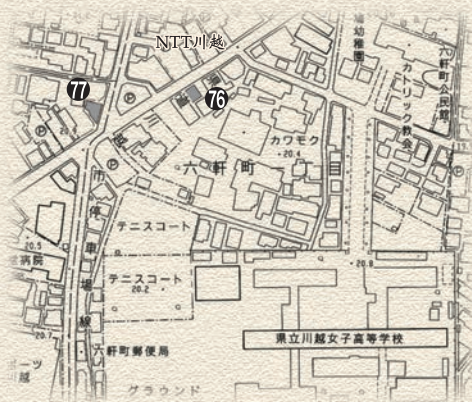 NTT川越
幼稚園
カトリック教会
六軒町公民館
77
76
カワモク
20.4
六軒町
丁目
市停車場線
テニスコート
20.5
病院
20.8
テニスコート
20.2
20.7
県立川越女子高等学校
六軒町郵便局
グラウンド